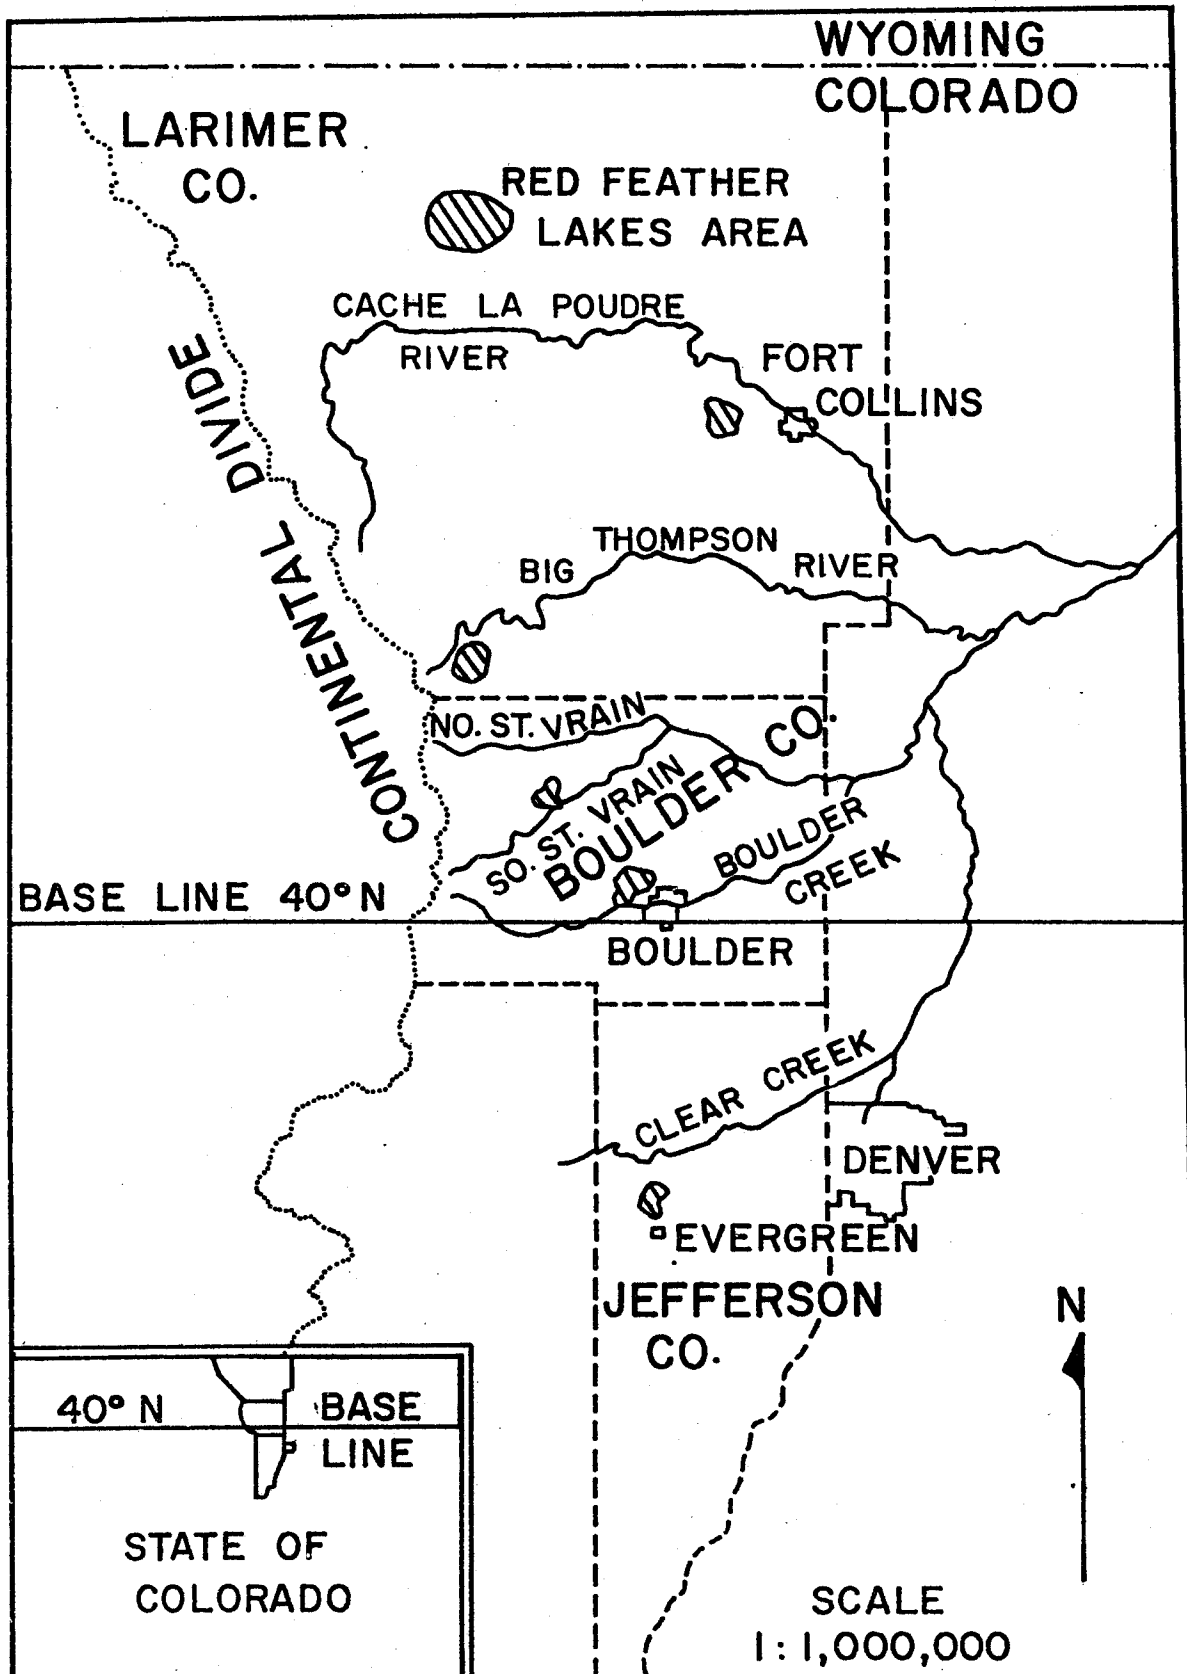 WYOMING
COLORADO
LARIMER
CO.
RED FEATHER
LAKES AREA
CACHE LA POUDRE
RIVER
FORT
COLLINS
CONTINENTAL DIVIDE
BIG THOMPSON RIVER
NO. ST. VRAIN
SO. ST. VRAIN
BOULDER CO.
BOULDER
CREEK
BASE LINE 40° N
BOULDER
CLEAR CREEK
DENVER
EVERGREEN
JEFFERSON
CO.
N
40° N BASE
LINE
STATE OF
COLORADO
SCALE
1:1,000,000